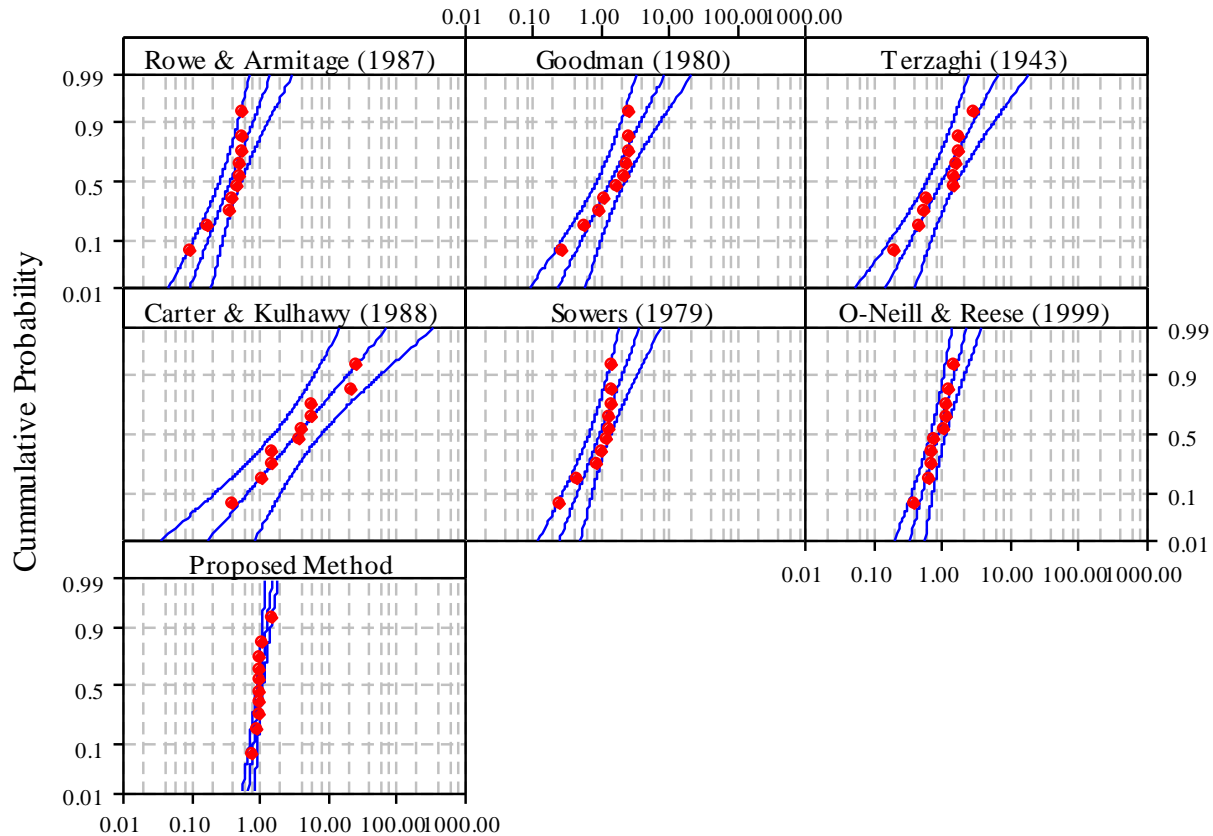 0.01 0.10 1.00 10.00 100.00 1000.00
Rowe & Armitage (1987) Goodman (1980) Terzaghi (1943)
0.99
0.9
0.5
0.1
0.01
Carter & Kulhawy (1988) Sowers (1979) O-Neill & Reese (1999)
0.99
0.9
0.5
0.1
0.01
Cummulative Probability
0.01 0.10 1.00 10.00 100.00 1000.00
Proposed Method
0.99
0.9
0.5
0.1
0.01
0.01 0.10 1.00 10.00 100.00 1000.00